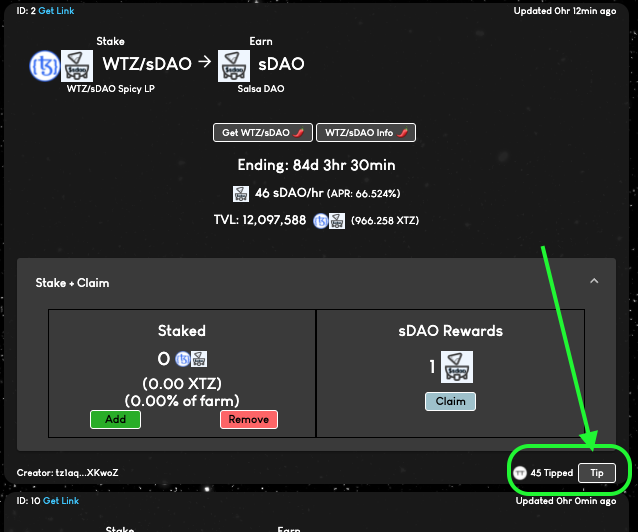 ID: 2 Get Link
Updated 0hr 12min ago
Stake
Earn
WTZ/sDAO → sDAO
WTZ/sDAO Spicy LP
Salsa DAO
Get WTZ/sDAO 🌶️ WTZ/sDAO Info 🌶️
Ending: 84d 3hr 30min
46 sDAO/hr (APR: 66.524%)
TVL: 12,097,588 (966.258 XTZ)
Stake + Claim
Staked
0
(0.00 XTZ)
(0.00% of farm)
Add
Remove
sDAO Rewards
1
Claim
Creator: tz1aq...XKwoZ
45 Tipped
Tip
ID: 10 Get Link
Updated 0hr 0min ago
Stake
Earn